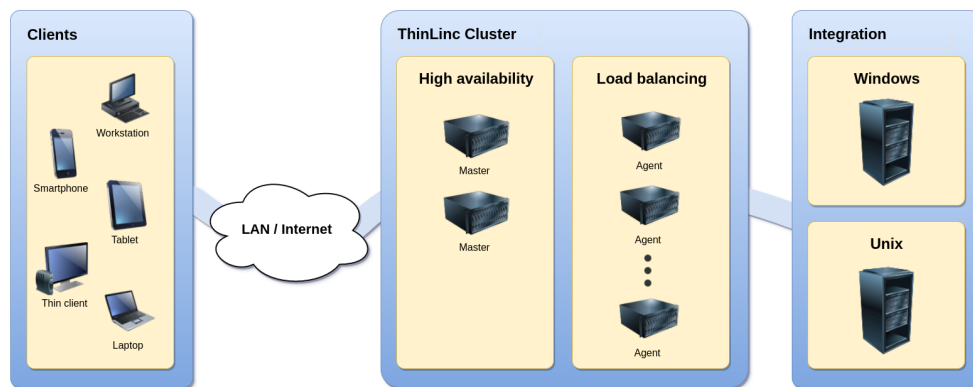 Clients
Workstation
Smartphone
Tablet
Thin client
Laptop
LAN / Internet
ThinLinc Cluster
High availability
Master
Master
Load balancing
Agent
Agent
Agent
Integration
Windows
Unix